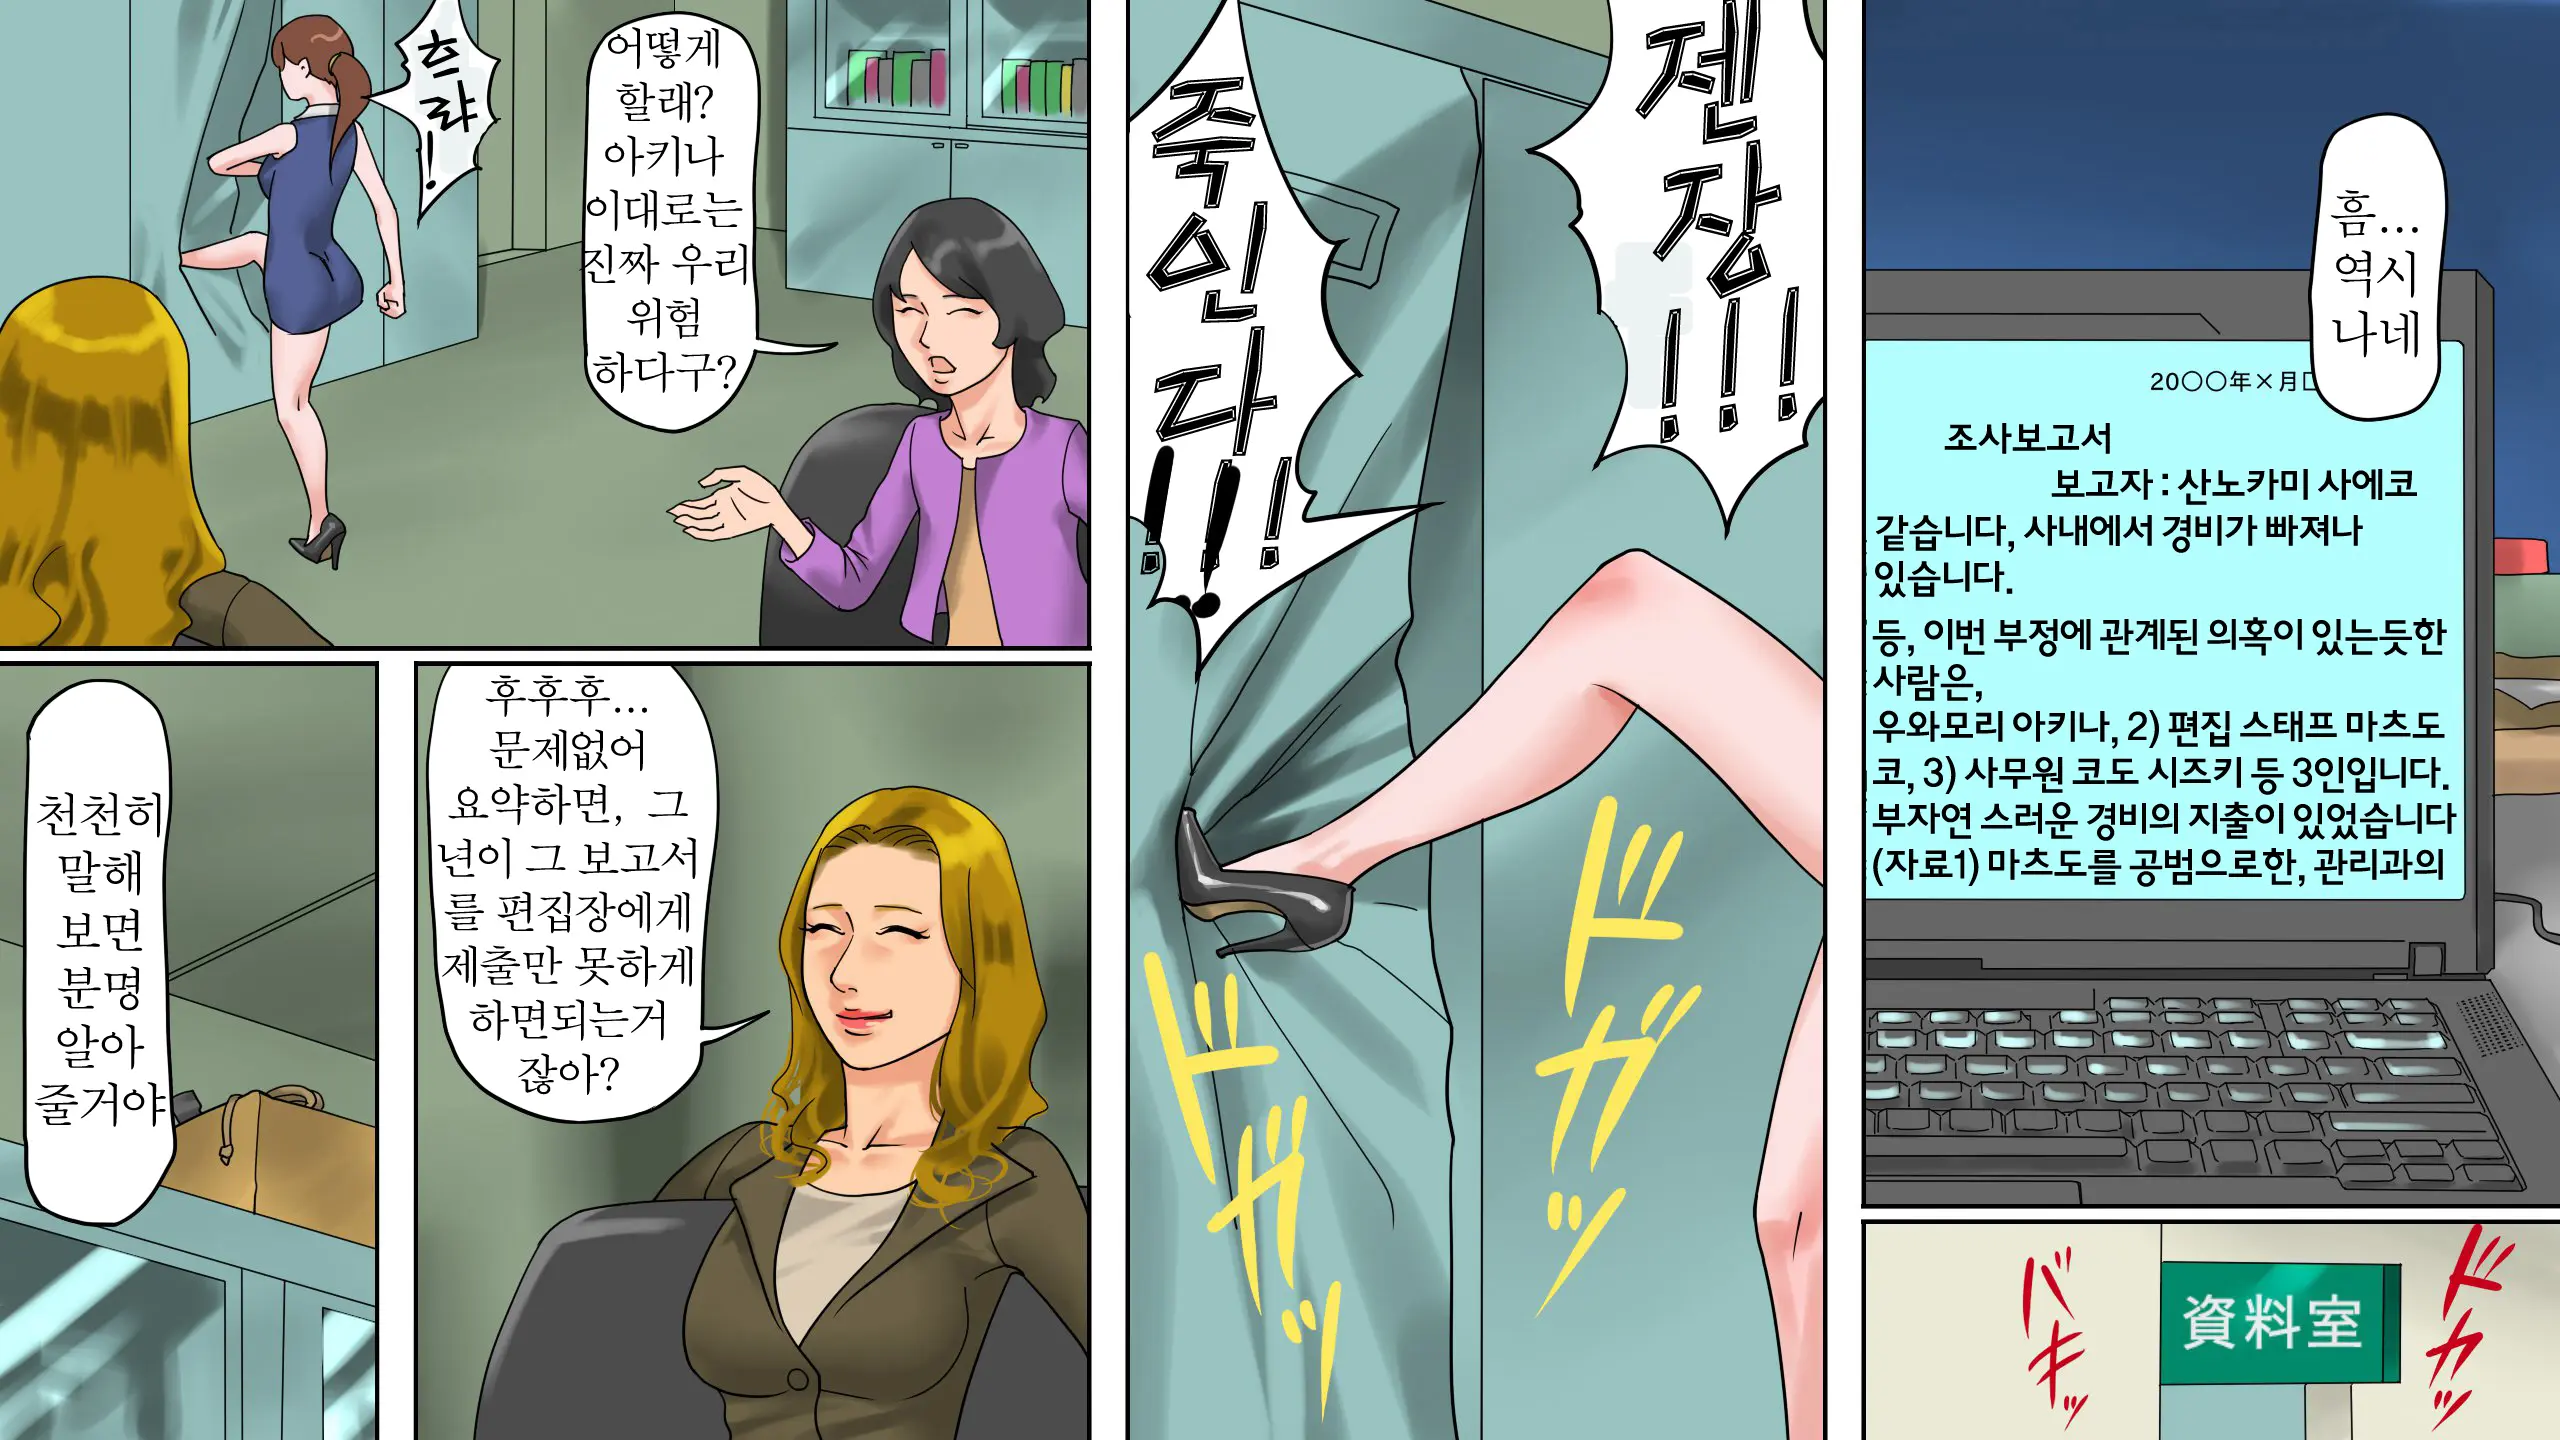 흠…
역시
나네
20〇〇年×月
조사보고서
보고자 : 산노카미 사에코
같습니다, 사내에서 경비가 빠져나
있습니다.
등, 이번 부정에 관계된 의혹이 있는듯한
사람은,
우와모리 아키나, 2) 편집 스태프 마츠도
코, 3) 사무원 코도 시즈키 등 3인입니다.
부자연 스러운 경비의 지출이 있었습니다
(자료1) 마츠도를 공범으로한, 관리과의
ドカッ
資料室
バキッ
젠장!!!
죽인다!!!
ドガッ
ドガッ
어떻게
할래?
아키나
이대로는
진짜 우리
위험
하다구?
츠랴!
후후후…
문제없어
요약하면, 그
년이 그 보고서
를 편집장에게
제출만 못하게
하면되는거
잖아?
천천히
말해
보면
분명
알아
줄거야